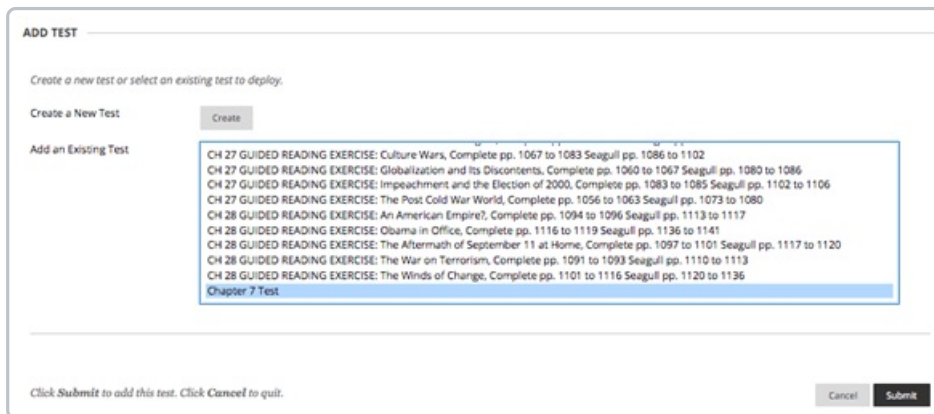 ADD TEST
Create a new test or select an existing test to deploy.
Create a New Test
Create
Add an Existing Test
CH 27 GUIDED READING EXERCISE: Culture Wars, Complete pp. 1067 to 1083 Seagull pp. 1086 to 1102
CH 27 GUIDED READING EXERCISE: Globalization and Its Discontents, Complete pp. 1060 to 1067 Seagull pp. 1080 to 1086
CH 27 GUIDED READING EXERCISE: Impeachment and the Election of 2000, Complete pp. 1083 to 1085 Seagull pp. 1102 to 1106
CH 27 GUIDED READING EXERCISE: The Post Cold War World, Complete pp. 1056 to 1063 Seagull pp. 1073 to 1080
CH 28 GUIDED READING EXERCISE: An American Empire?, Complete pp. 1094 to 1096 Seagull pp. 1113 to 1117
CH 28 GUIDED READING EXERCISE: Obama in Office, Complete pp. 1116 to 1119 Seagull pp. 1136 to 1141
CH 28 GUIDED READING EXERCISE: The Aftermath of September 11 at Home, Complete pp. 1097 to 1101 Seagull pp. 1117 to 1120
CH 28 GUIDED READING EXERCISE: The War on Terrorism, Complete pp. 1091 to 1093 Seagull pp. 1110 to 1113
CH 28 GUIDED READING EXERCISE: The Winds of Change, Complete pp. 1101 to 1116 Seagull pp. 1120 to 1136
Chapter 7 Test
Click Submit to add this test. Click Cancel to quit.
Cancel
Submit